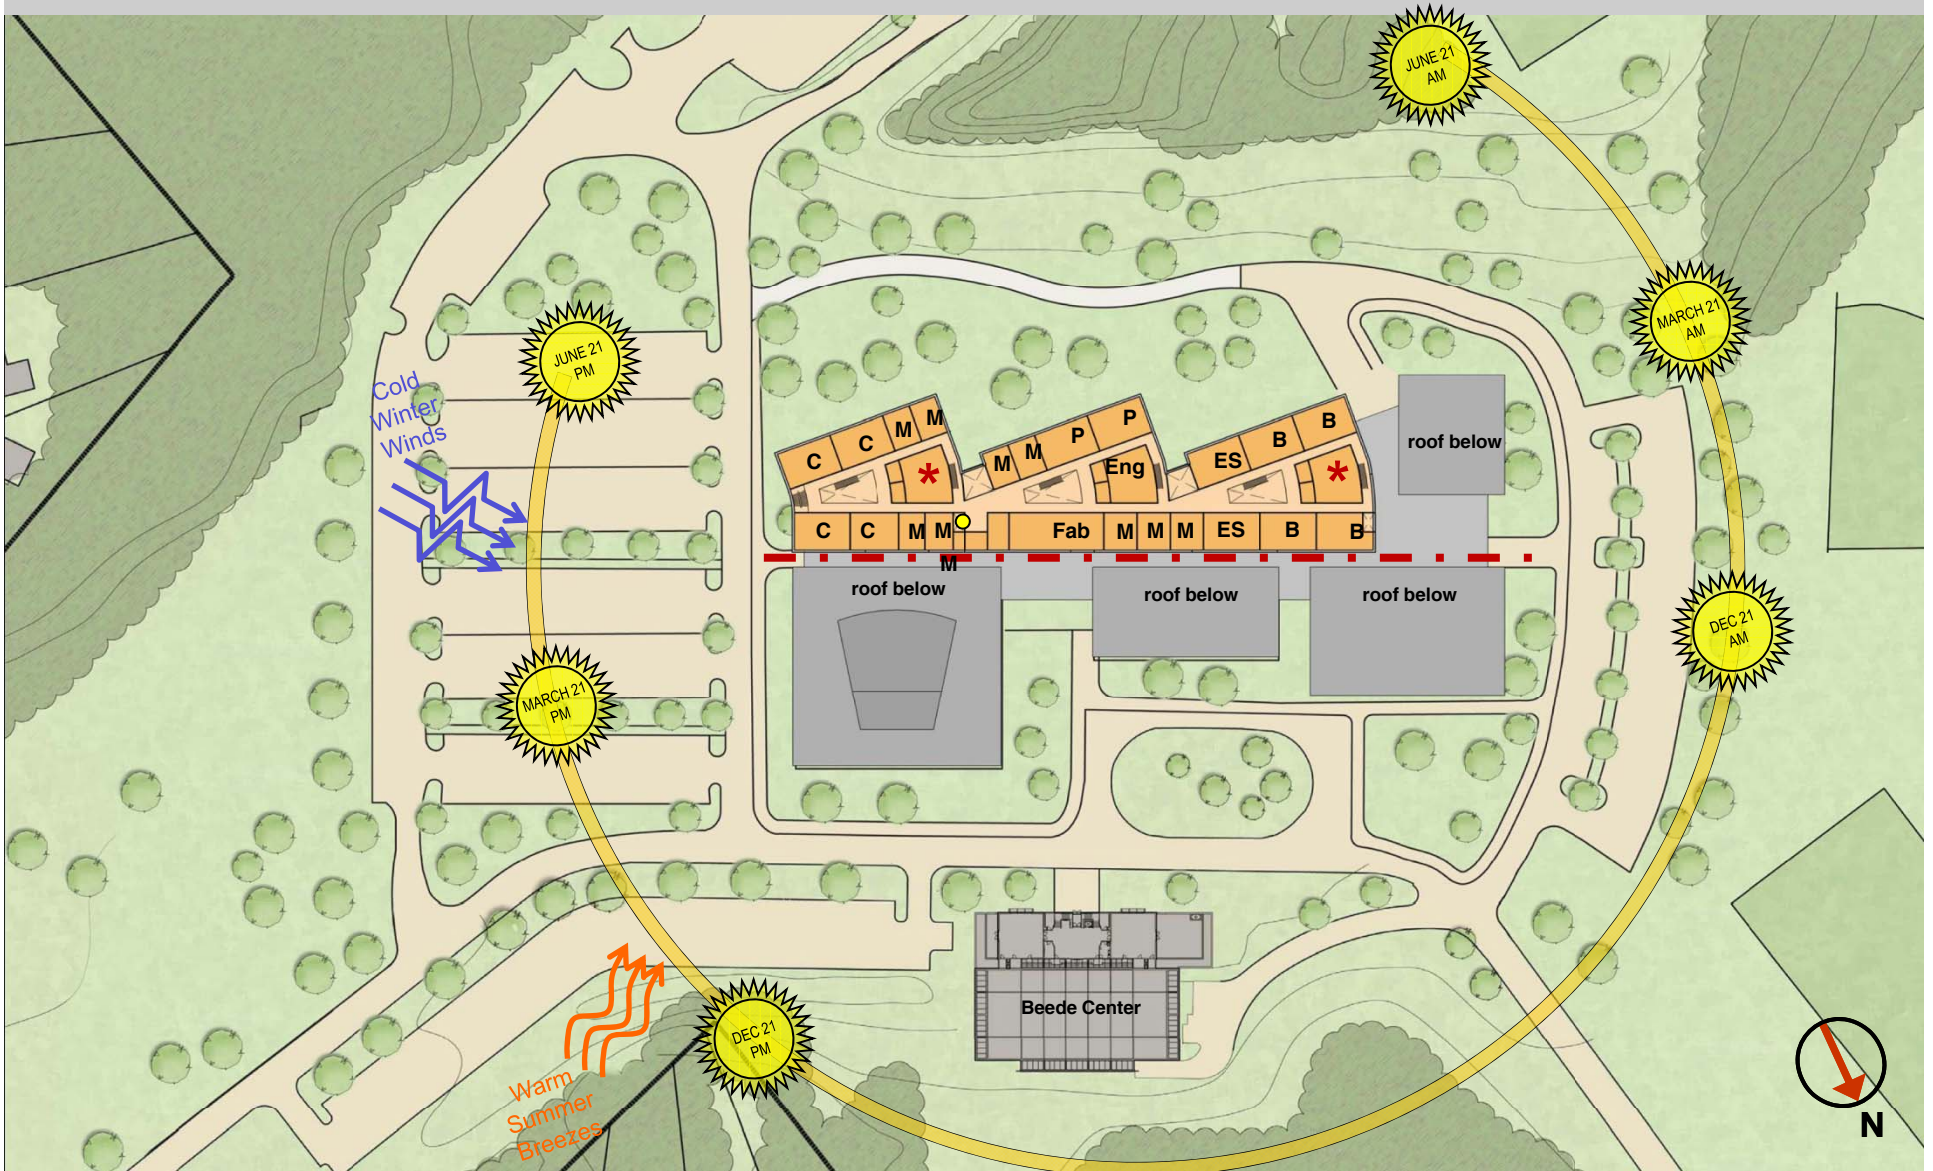 JUNE 21
AM
MARCH 21
AM
JUNE 21
PM
Cold
Winter
Winds
C
C
M
M
*
M
M
P
P
Eng
ES
B
B
*
roof below
C
C
M
M
Fab
M
M
M
ES
B
B
M
roof below
roof below
roof below
DEC 21
AM
MARCH 21
PM
DEC 21
PM
Beede Center
Warm
Summer
Breezes
N